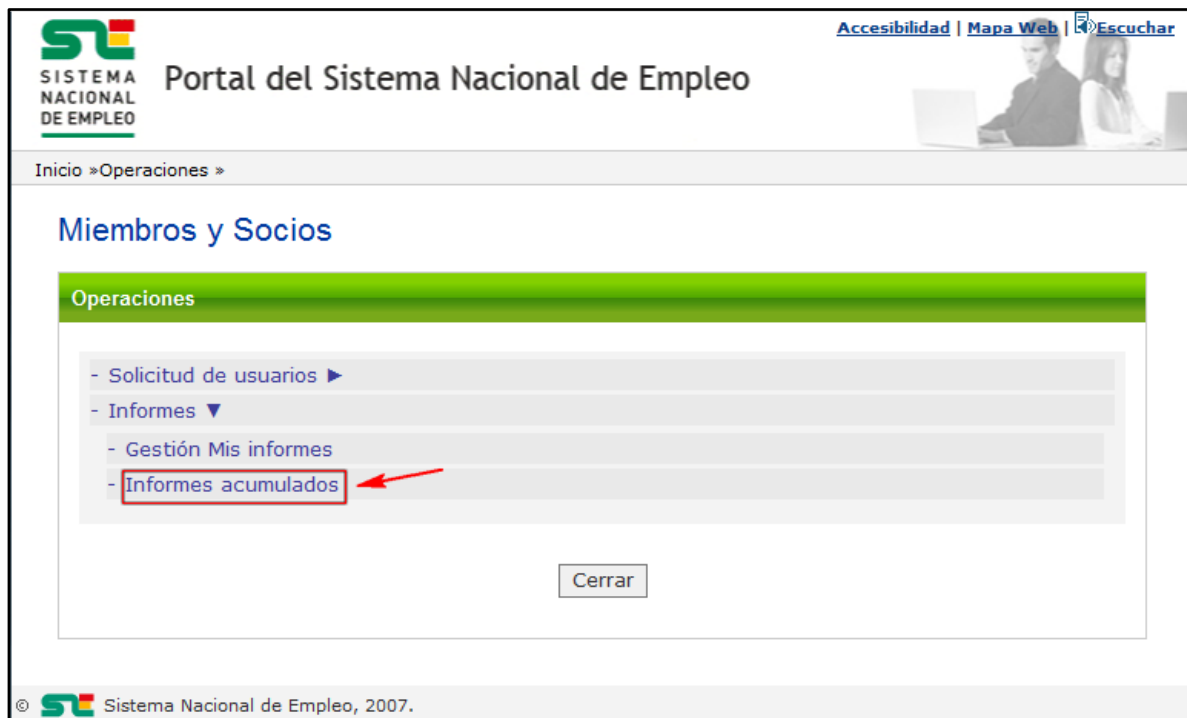 Accesibilidad | Mapa Web | Escuchar
SISTEMA
NACIONAL
DE EMPLEO
Portal del Sistema Nacional de Empleo
Inicio »Operaciones »
Miembros y Socios
Operaciones
- Solicitud de usuarios ►
- Informes ▼
- Gestión Mis informes
- Informes acumulados
Cerrar
© Sistema Nacional de Empleo, 2007.